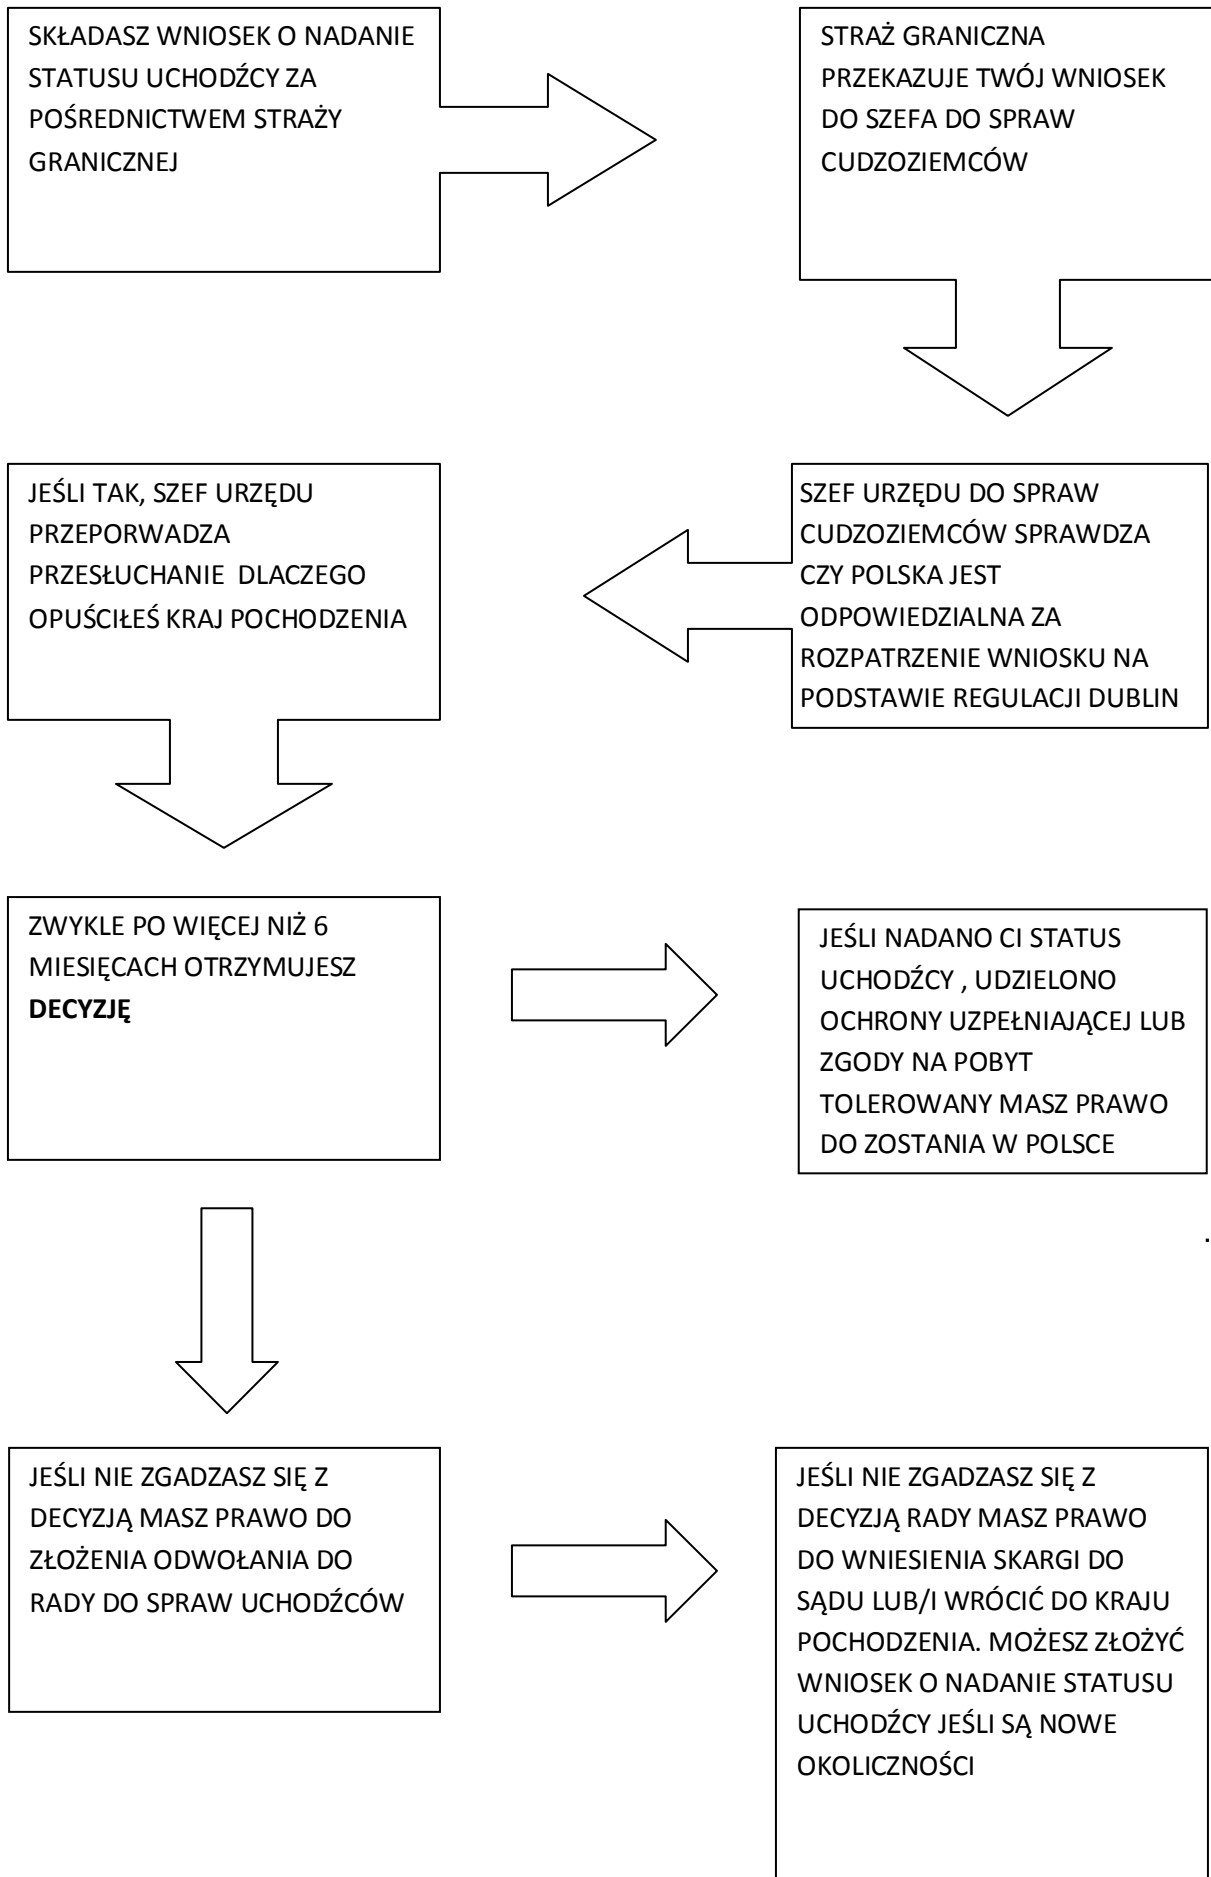 SKŁADASZ WNIOSEK O NADANIE
STATUSU UCHODŹCY ZA
POŚREDNICTWEM STRAŻY
GRANICZNEJ
STRAŻ GRANICZNA
PRZEKAZUJE TWÓJ WNIOSEK
DO SZEFA DO SPRAW
CUDZOZIEMCÓW
SZEF URZĘDU DO SPRAW
CUDZOZIEMCÓW SPRAWDZA
CZY POLSKA JEST
ODPOWIEDZIALNA ZA
ROZPATRZENIE WNIOSKU NA
PODSTAWIE REGULACJI DUBLIN
JEŚLI TAK, SZEF URZĘDU
PRZEPORWADZA
PRZESŁUCHANIE DLACZEGO
OPUŚCIŁEŚ KRAJ POCHODZENIA
ZWYKLE PO WIĘCEJ NIŻ 6
MIESIĘCACH OTRZYMUJESZ
DECYZJĘ
JEŚLI NADANO CI STATUS
UCHODŹCY , UDZIELONO
OCHRONY UZPEŁNIAJĄCEJ LUB
ZGODY NA POBYT
TOLEROWANY MASZ PRAWO
DO ZOSTANIA W POLSCE
.
JEŚLI NIE ZGADZASZ SIĘ Z
DECYZJĄ MASZ PRAWO DO
ZŁOŻENIA ODWOŁANIA DO
RADY DO SPRAW UCHODŹCÓW
JEŚLI NIE ZGADZASZ SIĘ Z
DECYZJĄ RADY MASZ PRAWO
DO WNIESIENIA SKARGI DO
SĄDU LUB/I WRÓCIĆ DO KRAJU
POCHODZENIA. MOŻESZ ZŁOŻYĆ
WNIOSEK O NADANIE STATUSU
UCHODŹCY JEŚLI SĄ NOWE
OKOLICZNOŚCI